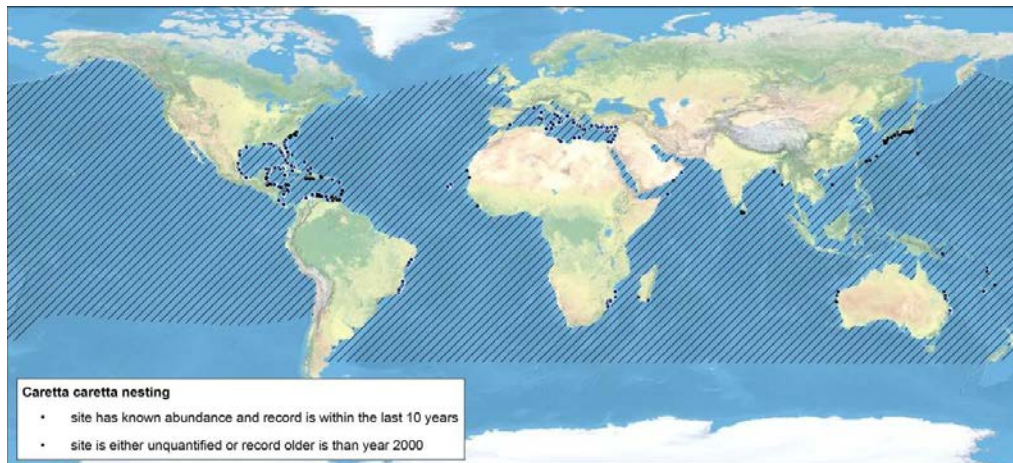 Caretta caretta nesting
• site has known abundance and record is within the last 10 years
• site is either unquantified or record older is than year 2000